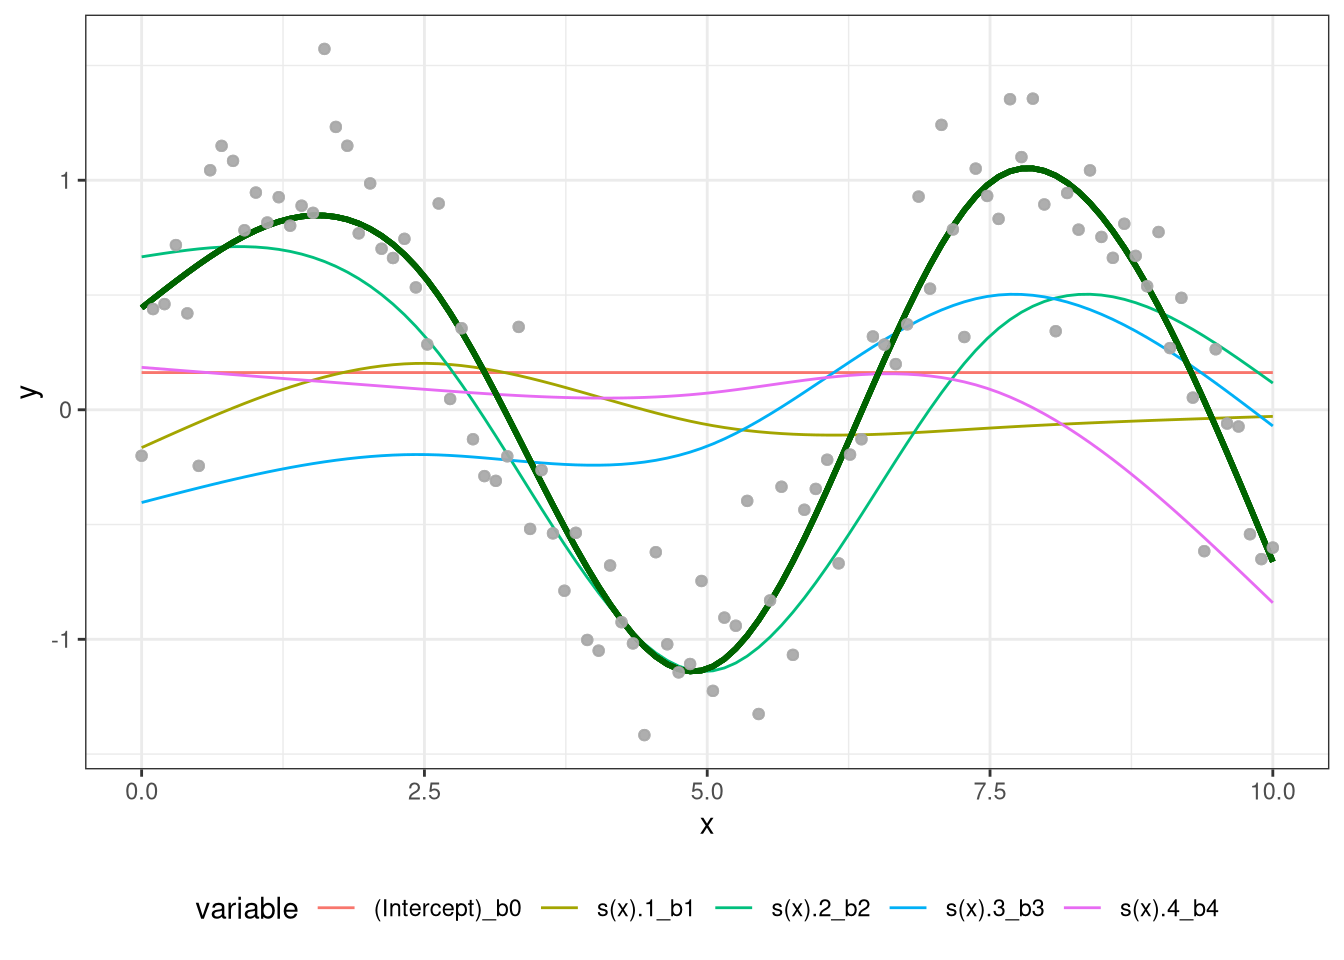 1
0
-1
y
0.0 2.5 5.0 7.5 10.0
x
variable (Intercept)_b0 s(x).1_b1 s(x).2_b2 s(x).3_b3 s(x).4_b4